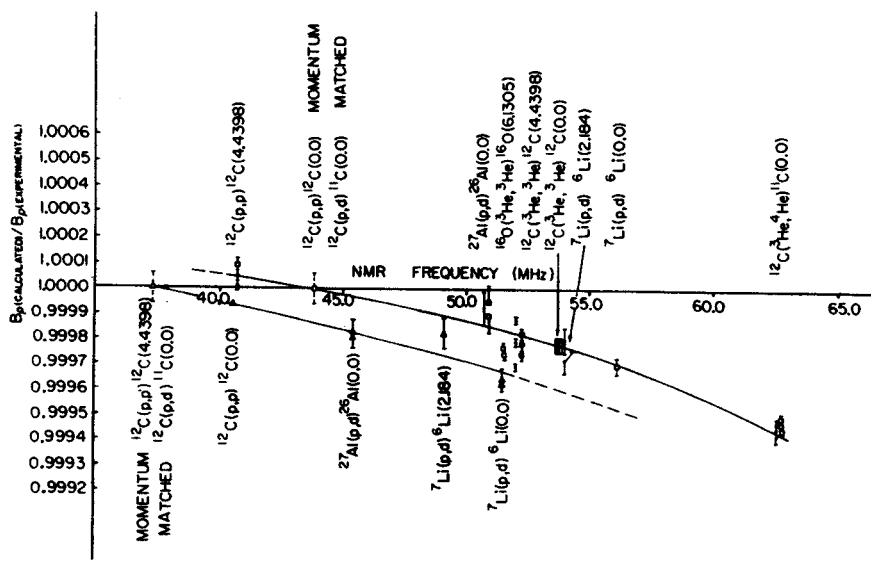 Bρ(CALCULATED)/Bρ(EXPERIMENTAL)
1.0006
1.0005
1.0004
1.0003
1.0002
1.0001
1.0000
0.9999
0.9998
0.9997
0.9996
0.9995
0.9994
0.9993
0.9992
NMR FREQUENCY (MHz)
40.0
45.0
50.0
55.0
60.0
65.0
¹²C(p,p)¹²C(4.4398)
¹²C(p,p)¹²C(0.0) MOMENTUM
¹²C(p,d)¹¹C(0.0) MATCHED
²⁷Al(p,d)²⁶Al(0.0)
¹⁶O(³He,³He)¹⁶O(6.1305)
¹²C(³He,³He)¹²C(4.4398)
¹²C(³He,³He)¹²C(0.0)
⁷Li(p,d) ⁶Li(2.184)
⁷Li(p,d) ⁶Li(0.0)
¹²C(³He,⁴He)¹¹C(0.0)
MOMENTUM ¹²C(p,p)¹²C(4.4398)
MATCHED ¹²C(p,d)¹¹C(0.0)
¹²C(p,p)¹²C(0.0)
²⁷Al(p,d)²⁶Al(0.0)
⁷Li(p,d)⁶Li(2.184)
⁷Li(p,d) ⁶Li(0.0)